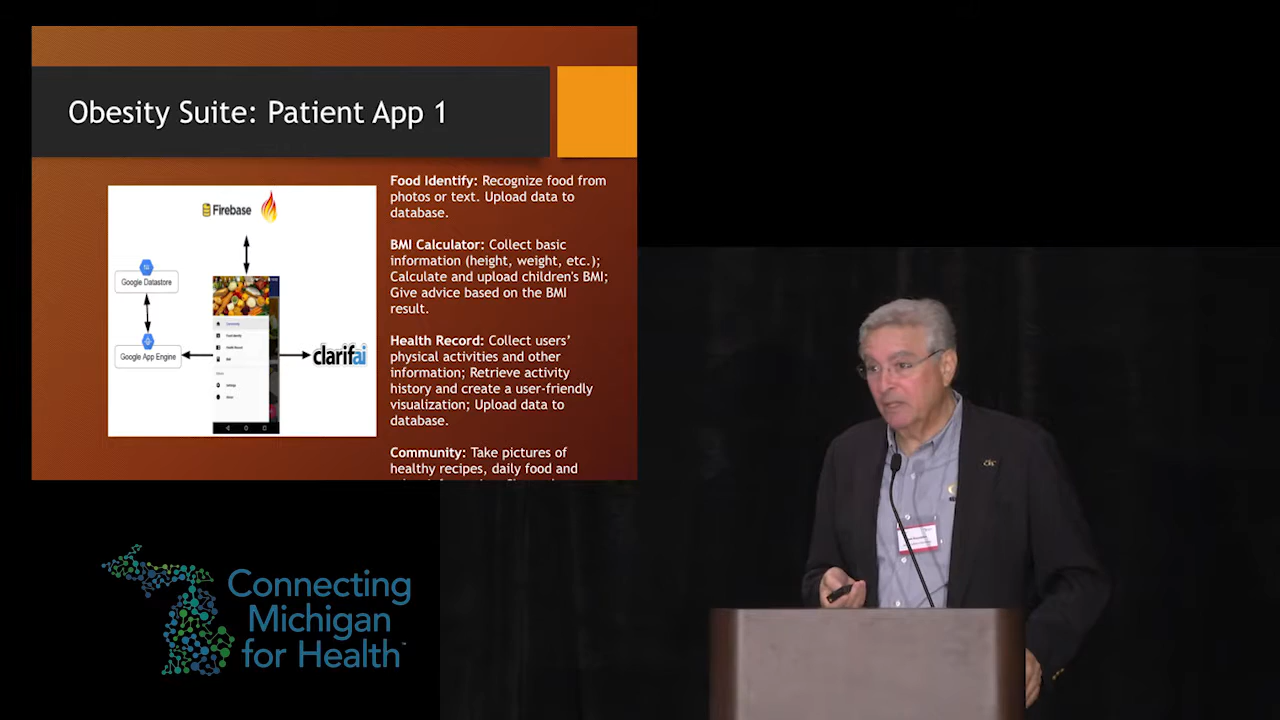 Obesity Suite: Patient App 1
Firebase
Google Datastore
Google App Engine
clarifai
Food Identify: Recognize food from
photos or text. Upload data to
database.
BMI Calculator: Collect basic
information (height, weight, etc.);
Calculate and upload children's BMI;
Give advice based on the BMI
result.
Health Record: Collect users’
physical activities and other
information; Retrieve activity
history and create a user-friendly
visualization; Upload data to
database.
Community: Take pictures of
healthy recipes, daily food and
Connecting
Michigan
for Health™